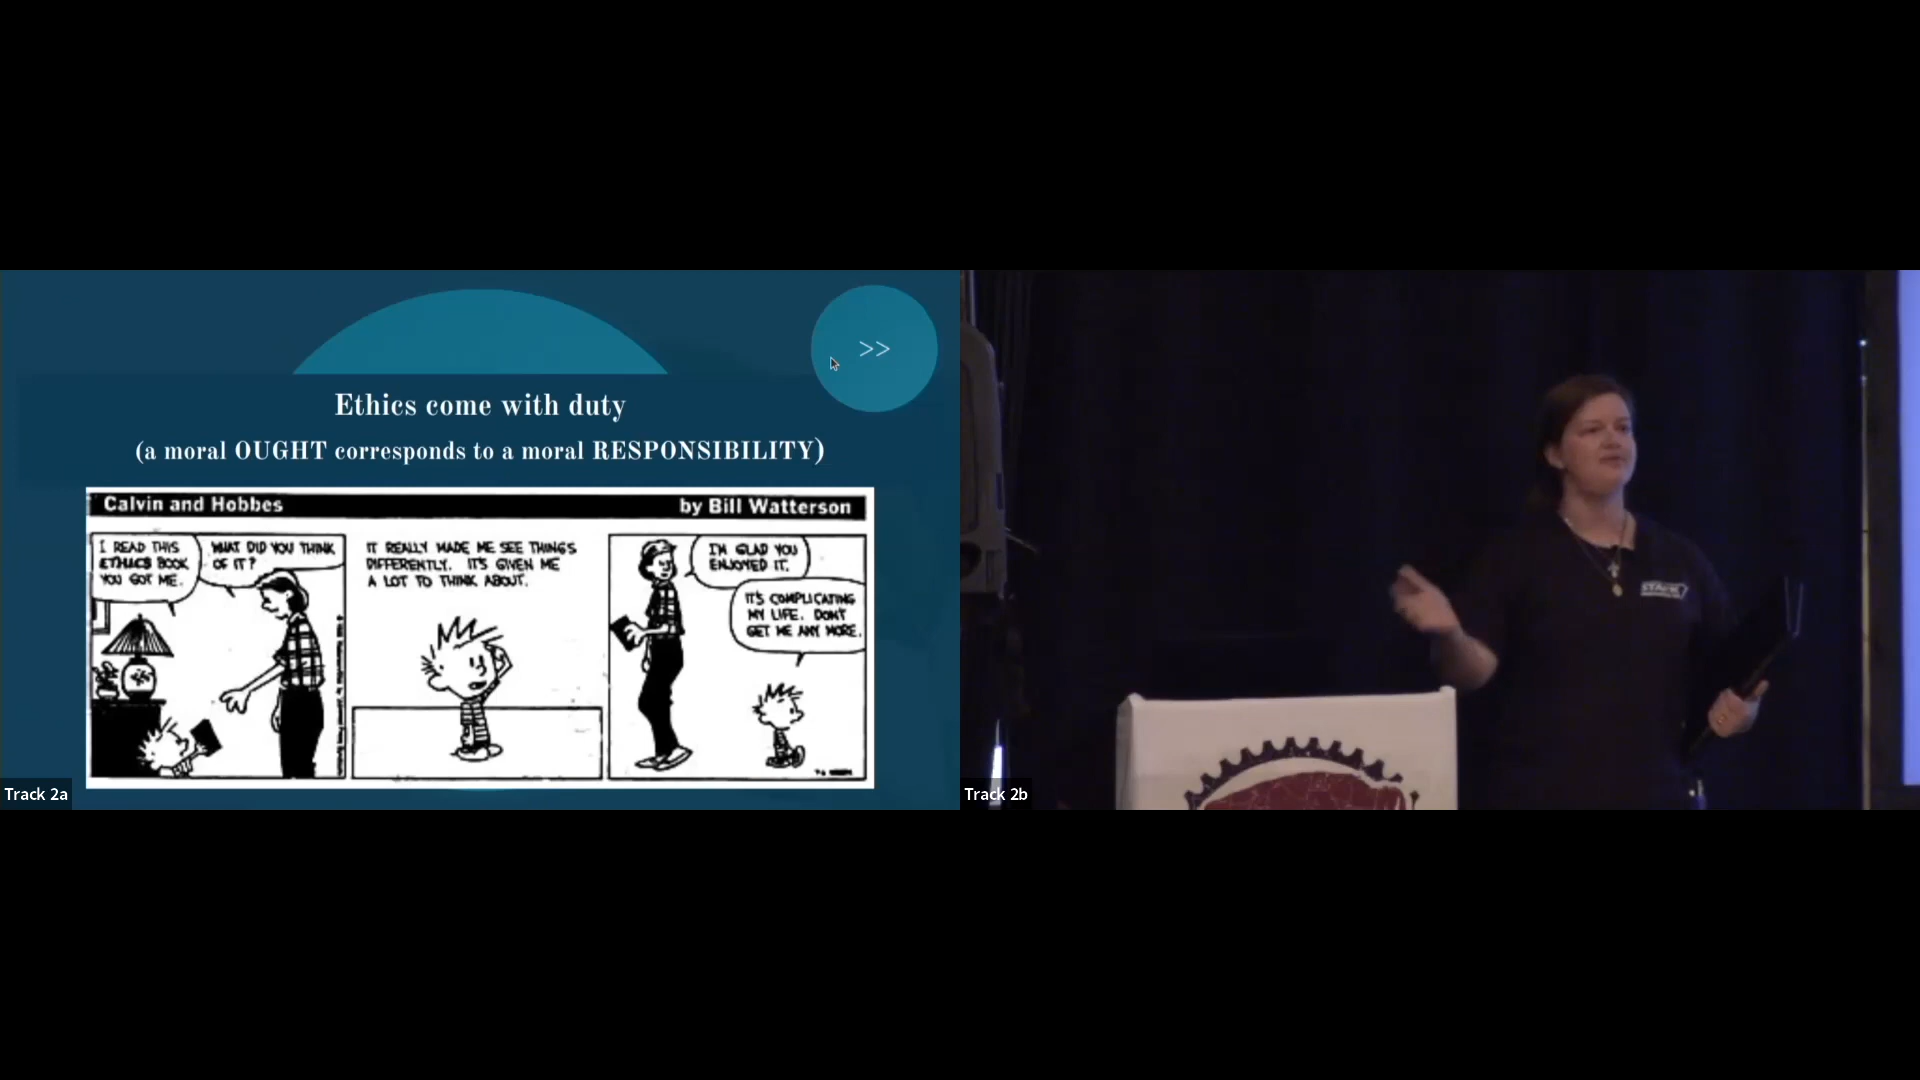 >>
Ethics come with duty
(a moral OUGHT corresponds to a moral RESPONSIBILITY)
Calvin and Hobbes
by Bill Watterson
I READ THIS
ETHICS BOOK
YOU GOT ME.
WHAT DID YOU THINK
OF IT?
IT REALLY MADE ME SEE THINGS
DIFFERENTLY. IT'S GIVEN ME
A LOT TO THINK ABOUT.
I'M GLAD YOU
ENJOYED IT.
IT'S COMPLICATING
MY LIFE. DON'T
GET ME ANY MORE.
Track 2a
Track 2b